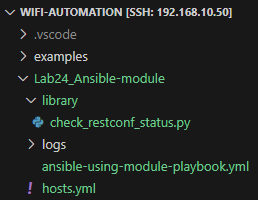 WIFI-AUTOMATION [SSH: 192.168.10.50]
.vscode
examples
Lab24_Ansible-module
library
check_restconf_status.py
logs
ansible-using-module-playbook.yml
! hosts.yml